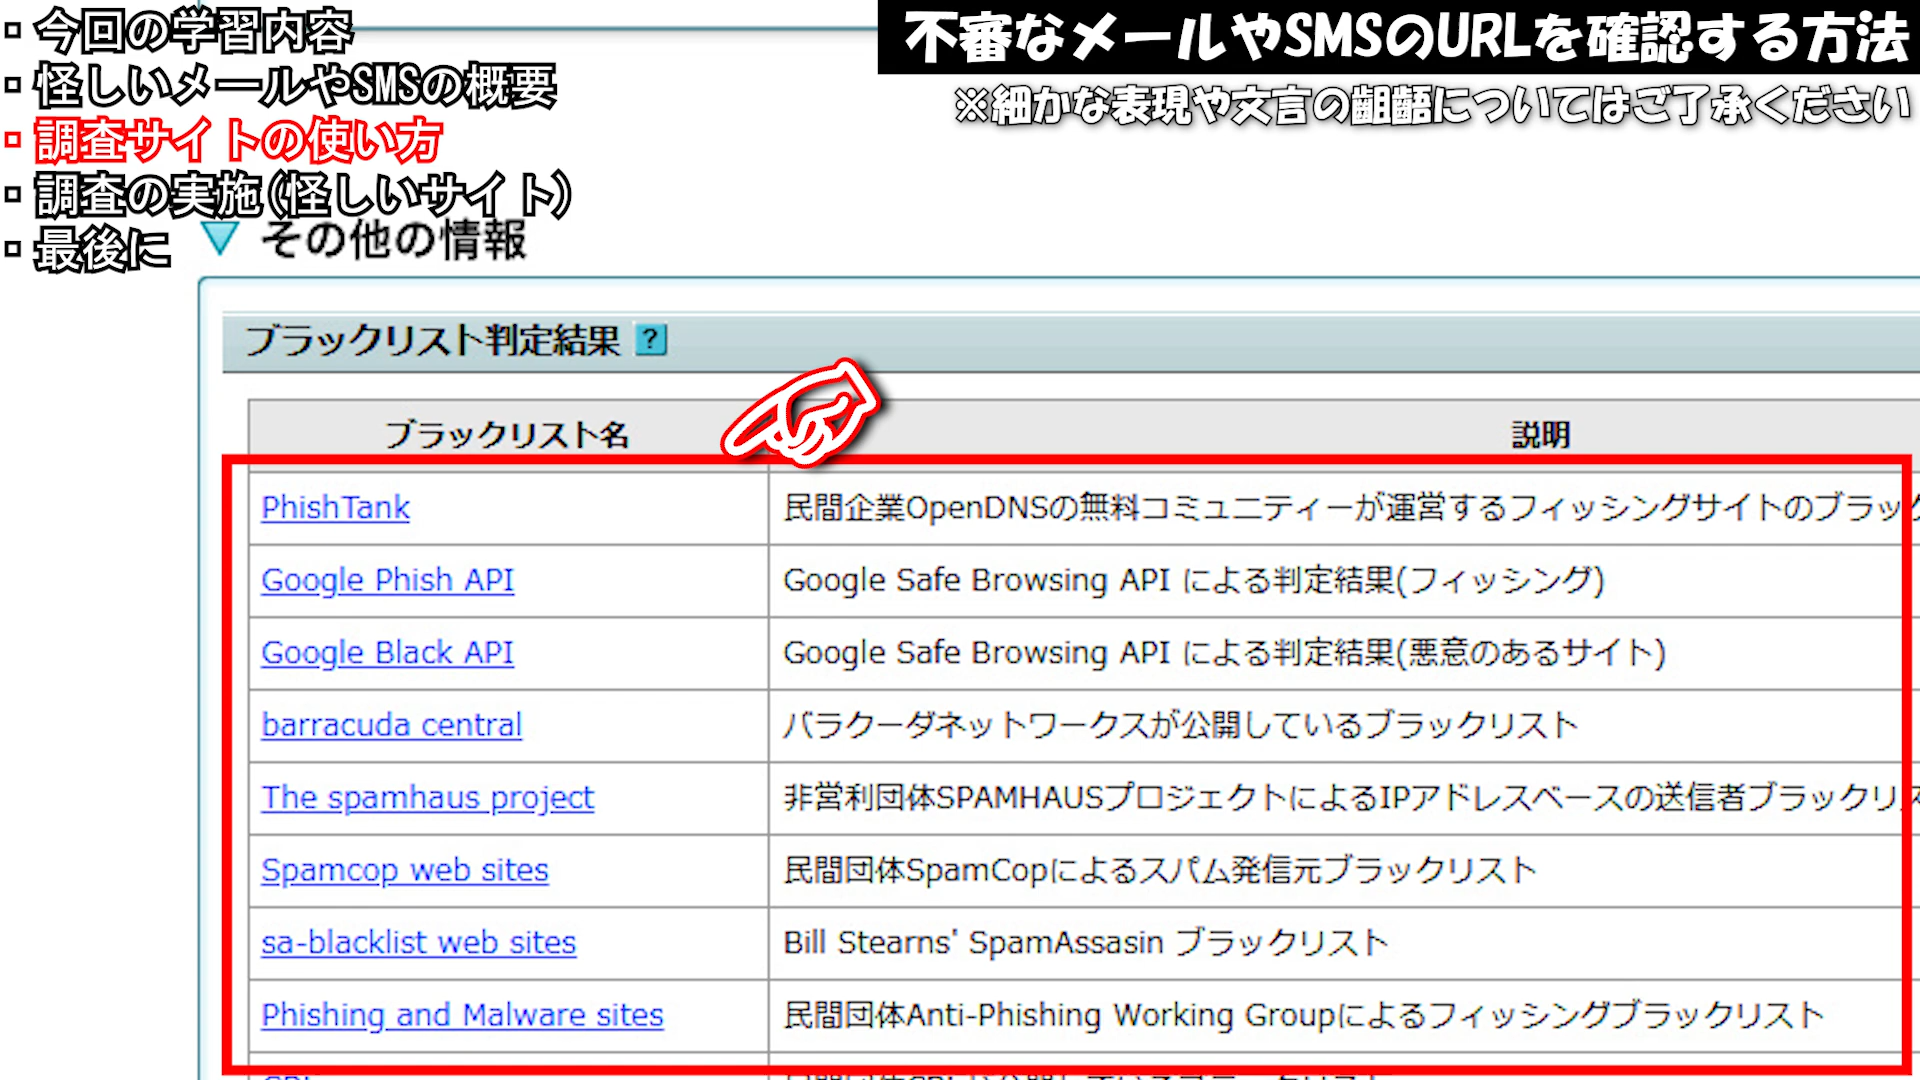 ・今回の学習内容
・怪しいメールやSMSの概要
・調査サイトの使い方
・調査の実施(怪しいサイト)
・最後に
不審なメールやSMSのURLを確認する方法
※細かな表現や文言の齟齬についてはご了承ください
▼ その他の情報
ブラックリスト判定結果 ?
ブラックリスト名 説明
PhishTank 民間企業OpenDNSの無料コミュニティーが運営するフィッシングサイトのブラック
Google Phish API Google Safe Browsing API による判定結果(フィッシング)
Google Black API Google Safe Browsing API による判定結果(悪意のあるサイト)
barracuda central バラクーダネットワークスが公開しているブラックリスト
The spamhaus project 非営利団体SPAMHAUSプロジェクトによるIPアドレスベースの送信者ブラックリス
Spamcop web sites 民間団体SpamCopによるスパム発信元ブラックリスト
sa-blacklist web sites Bill Stearns' SpamAssasin ブラックリスト
Phishing and Malware sites 民間団体Anti-Phishing Working Groupによるフィッシングブラックリスト